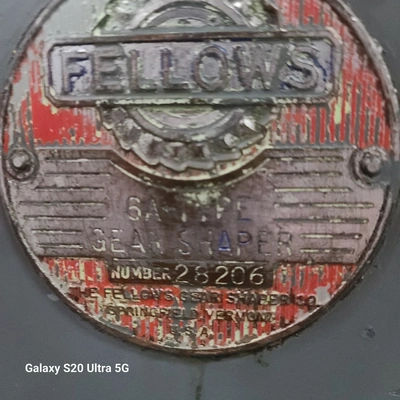 FELLOWS
6A-TYPE
GEAR SHAPER
NUMBER 28206
THE FELLOWS GEAR SHAPER CO.
SPRINGFIELD, VERMONT
U.S.A.
Galaxy S20 Ultra 5G